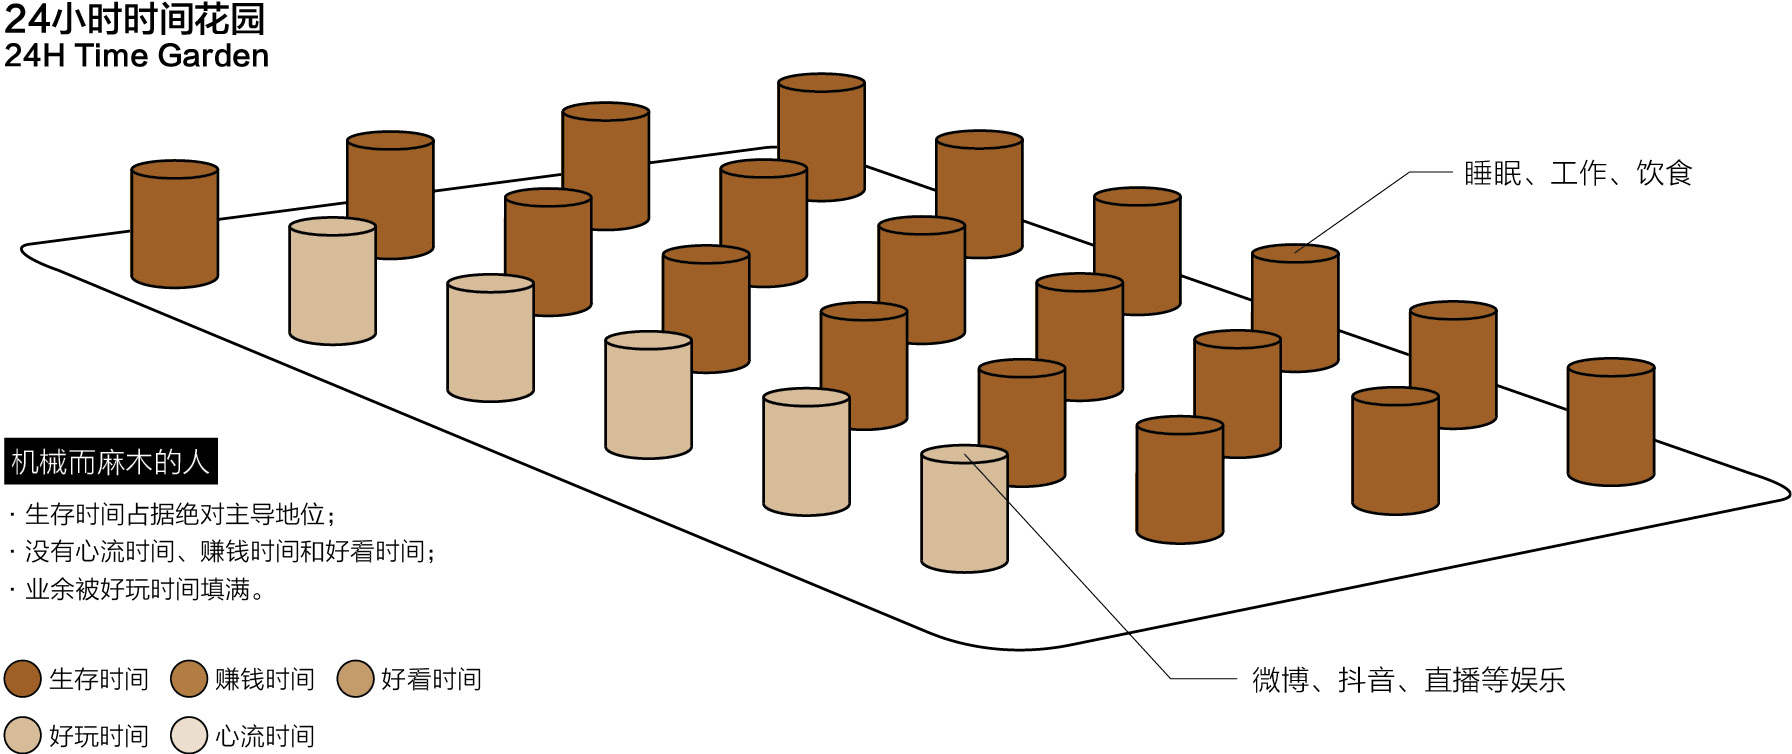 24小时时间花园
24H Time Garden
睡眠、工作、饮食
机械而麻木的人
· 生存时间占据绝对主导地位；
· 没有心流时间、赚钱时间和好看时间；
· 业余被好玩时间填满。
生存时间 赚钱时间 好看时间
好玩时间 心流时间
微博、抖音、直播等娱乐